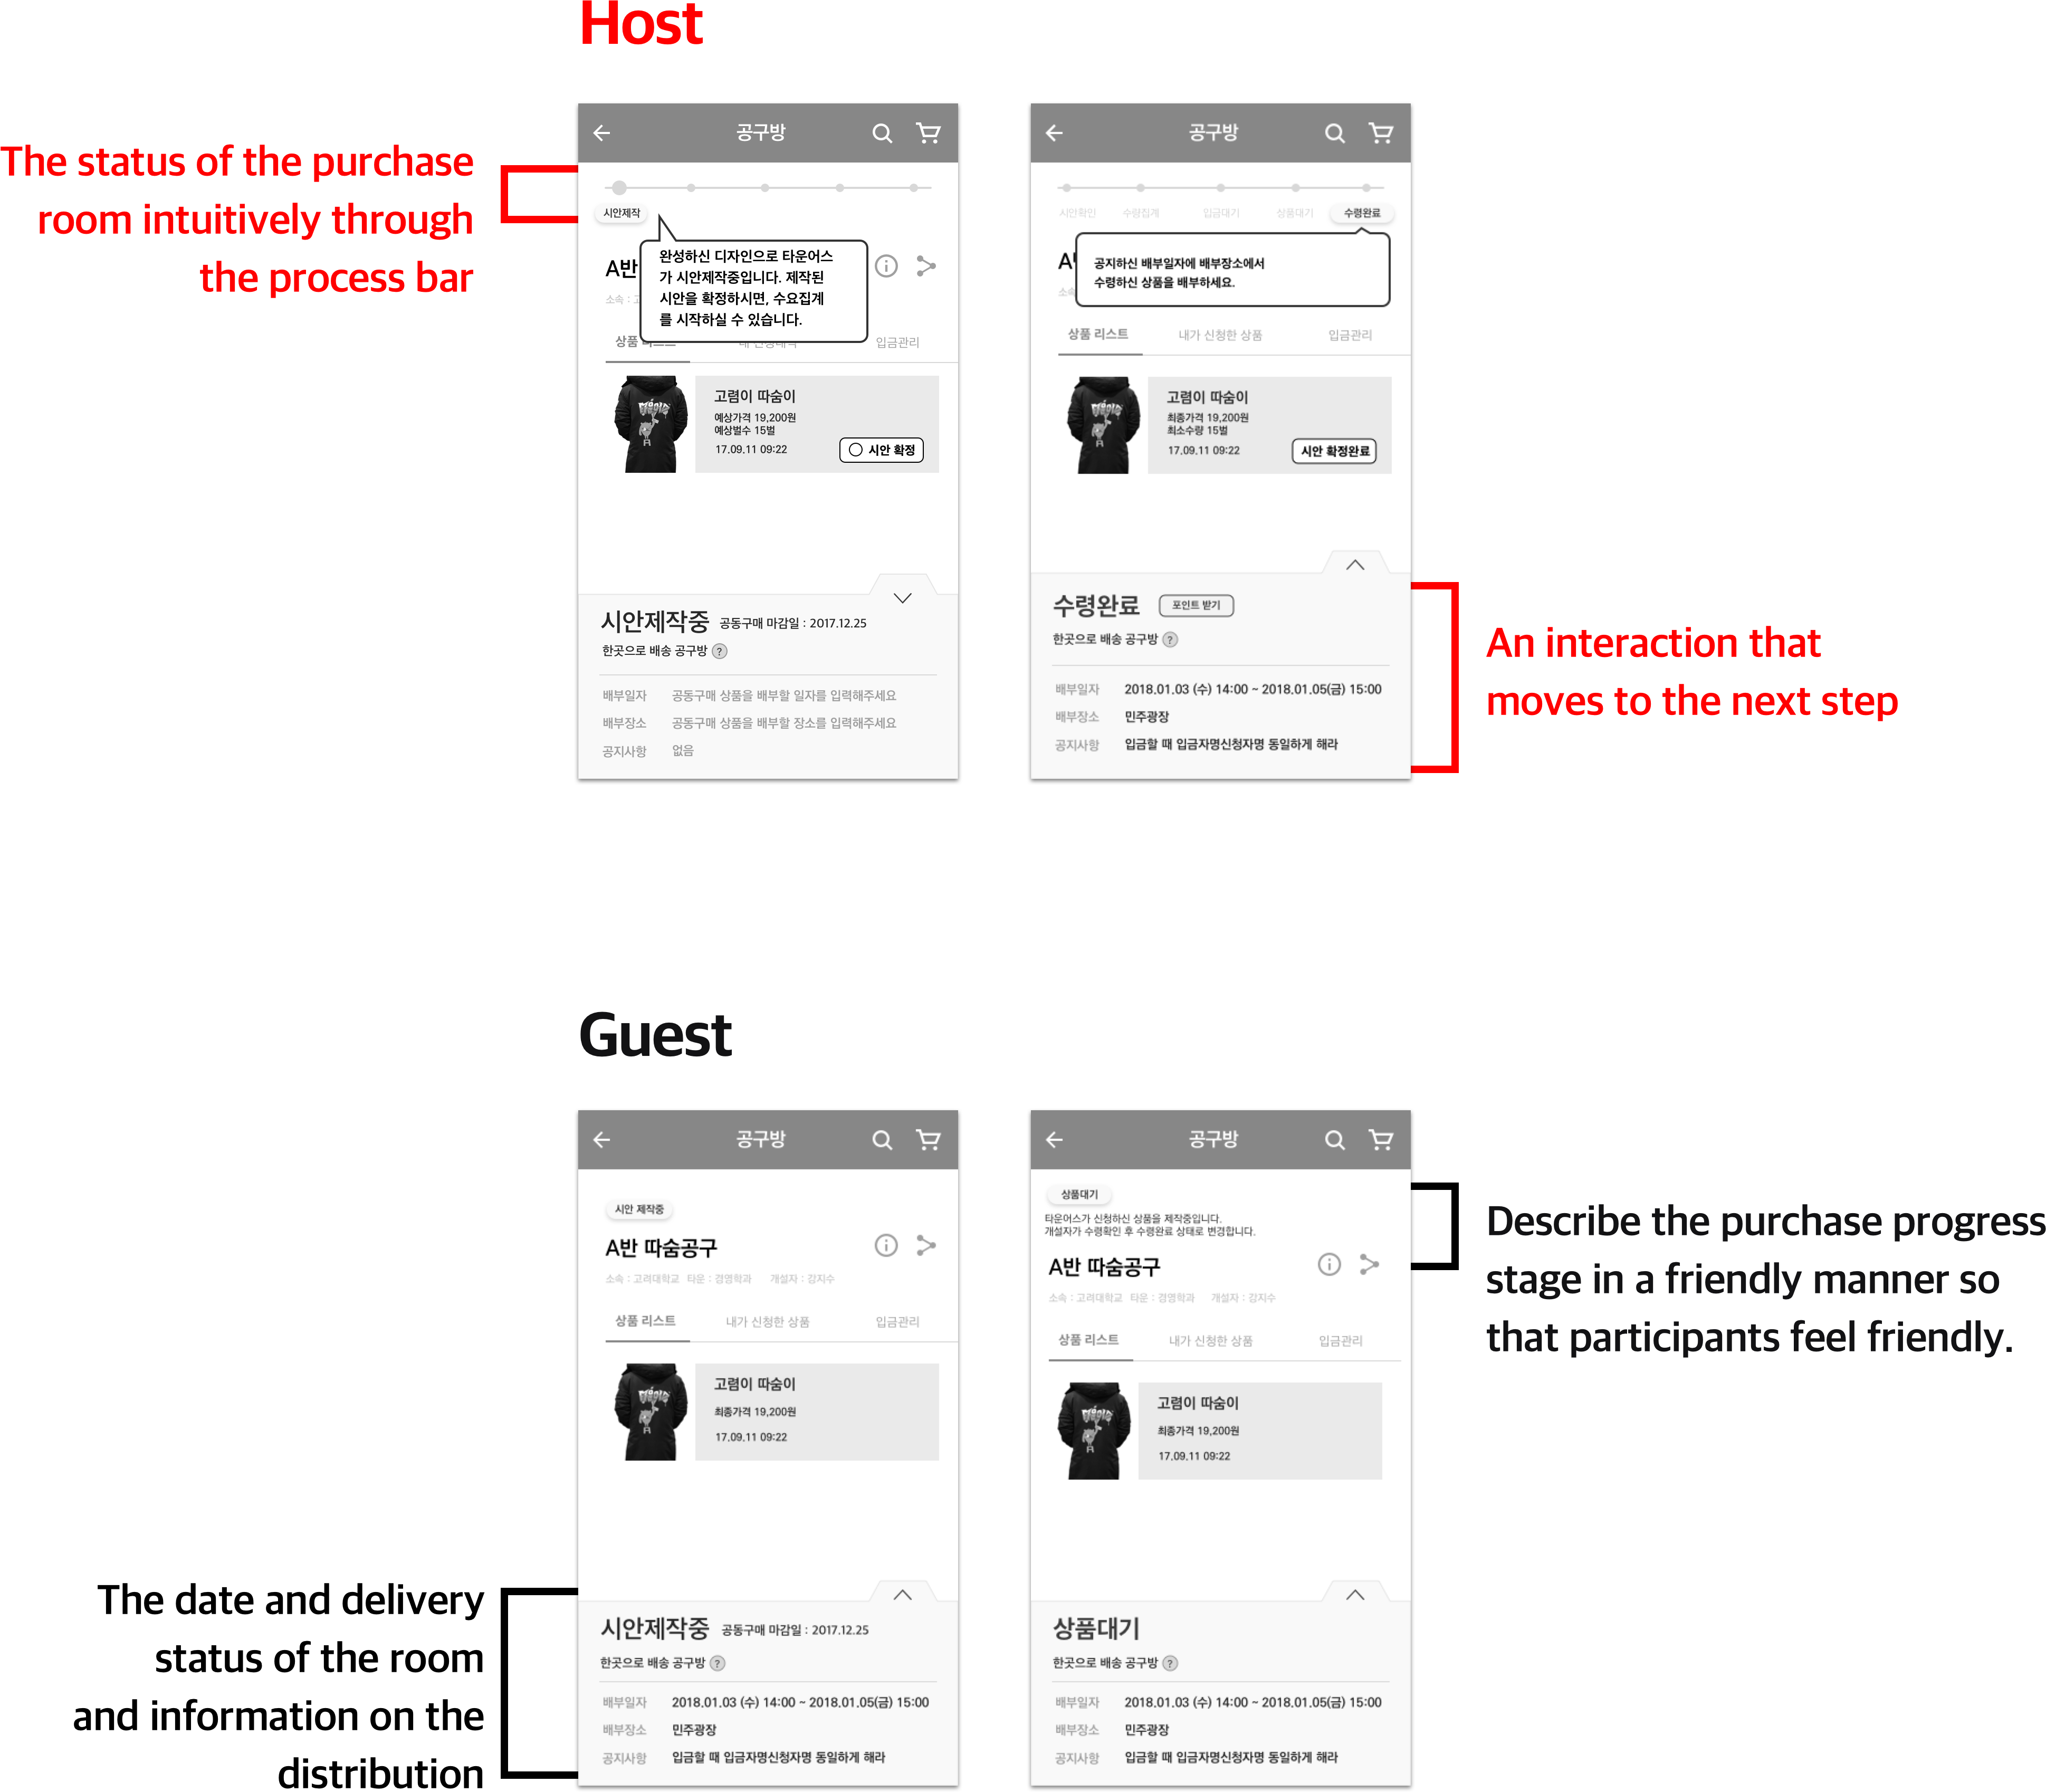 Host
The status of the purchase
room intuitively through
the process bar
공구방
시안제작
완성하신 디자인으로 타운어스
가 시안제작중입니다. 제작된
시안을 확정하시면, 수요집계
를 시작하실 수 있습니다.
A반
소속 :
상품 리스트
입금관리
고렴이 따숨이
예상가격 19,200원
예상벌수 15벌
17.09.11 09:22
시안 확정
시안제작중 공동구매 마감일 : 2017.12.25
한곳으로 배송 공구방 ?
배부일자 공동구매 상품을 배부할 일자를 입력해주세요
배부장소 공동구매 상품을 배부할 장소를 입력해주세요
공지사항 없음
공구방
시안확인 수량집계 입금대기 상품대기 수령완료
공지하신 배부일자에 배부장소에서
수령하신 상품을 배부하세요.
소속
상품 리스트 내가 신청한 상품 입금관리
고렴이 따숨이
최종가격 19,200원
최소수량 15벌
17.09.11 09:22
시안 확정완료
수령완료 포인트 받기
한곳으로 배송 공구방 ?
배부일자 2018.01.03 (수) 14:00 ~ 2018.01.05(금) 15:00
배부장소 민주광장
공지사항 입금할 때 입금자명신청자명 동일하게 해라
An interaction that
moves to the next step
Guest
공구방
시안 제작중
A반 따숨공구
소속 : 고려대학교 타운 : 경영학과 개설자 : 강지수
상품 리스트 내가 신청한 상품 입금관리
고렴이 따숨이
최종가격 19,200원
17.09.11 09:22
시안제작중 공동구매 마감일 : 2017.12.25
한곳으로 배송 공구방 ?
배부일자 2018.01.03 (수) 14:00 ~ 2018.01.05(금) 15:00
배부장소 민주광장
공지사항 입금할 때 입금자명신청자명 동일하게 해라
The date and delivery
status of the room
and information on the
distribution
공구방
상품대기
타운어스가 신청하신 상품을 제작중입니다.
개설자가 수령확인 후 수령완료 상태로 변경합니다.
A반 따숨공구
소속 : 고려대학교 타운 : 경영학과 개설자 : 강지수
상품 리스트 내가 신청한 상품 입금관리
고렴이 따숨이
최종가격 19,200원
17.09.11 09:22
상품대기
한곳으로 배송 공구방 ?
배부일자 2018.01.03 (수) 14:00 ~ 2018.01.05(금) 15:00
배부장소 민주광장
공지사항 입금할 때 입금자명신청자명 동일하게 해라
Describe the purchase progress
stage in a friendly manner so
that participants feel friendly.